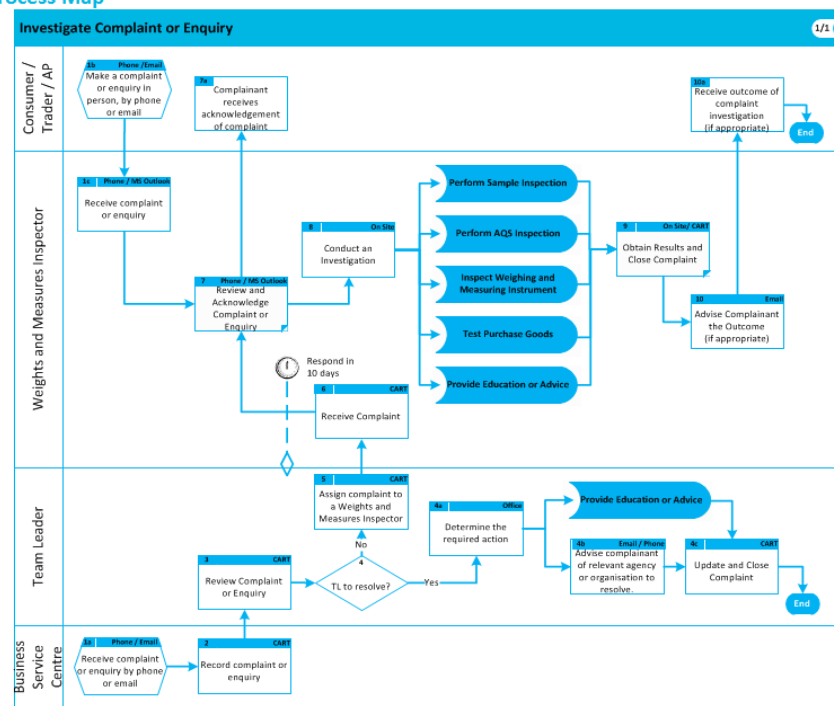 rocess Map
Investigate Complaint or Enquiry
1/1
Consumer /
Trader / AP
1b Phone /Email
Make a complaint
or enquiry in
person, by phone
or email
7a
Complainant
receives
acknowledgement
of complaint
10a
Receive outcome of
complaint
investigation
(if appropriate)
End
Weights and Measures Inspector
1c Phone / MS Outlook
Receive complaint
or enquiry
7 Phone / MS Outlook
Review and
Acknowledge
Complaint or
Enquiry
8 On Site
Conduct an
Investigation
Perform Sample Inspection
Perform AQS Inspection
Inspect Weighing and
Measuring Instrument
Test Purchase Goods
Provide Education or Advice
9 On Site/ CART
Obtain Results and
Close Complaint
10 Email
Advise Complainant
the Outcome
(if appropriate)
Respond in
10 days
6 CART
Receive Complaint
Team Leader
5 CART
Assign complaint to
a Weights and
Measures Inspector
No
4
TL to resolve?
Yes
3 CART
Review Complaint
or Enquiry
4a Office
Determine the
required action
Provide Education or Advice
4b Email / Phone
Advise complainant
of relevant agency
or organisation to
resolve.
4c CART
Update and Close
Complaint
End
Business
Service
Centre
1a Phone / Email
Receive complaint
or enquiry by phone
or email
2 CART
Record complaint or
enquiry